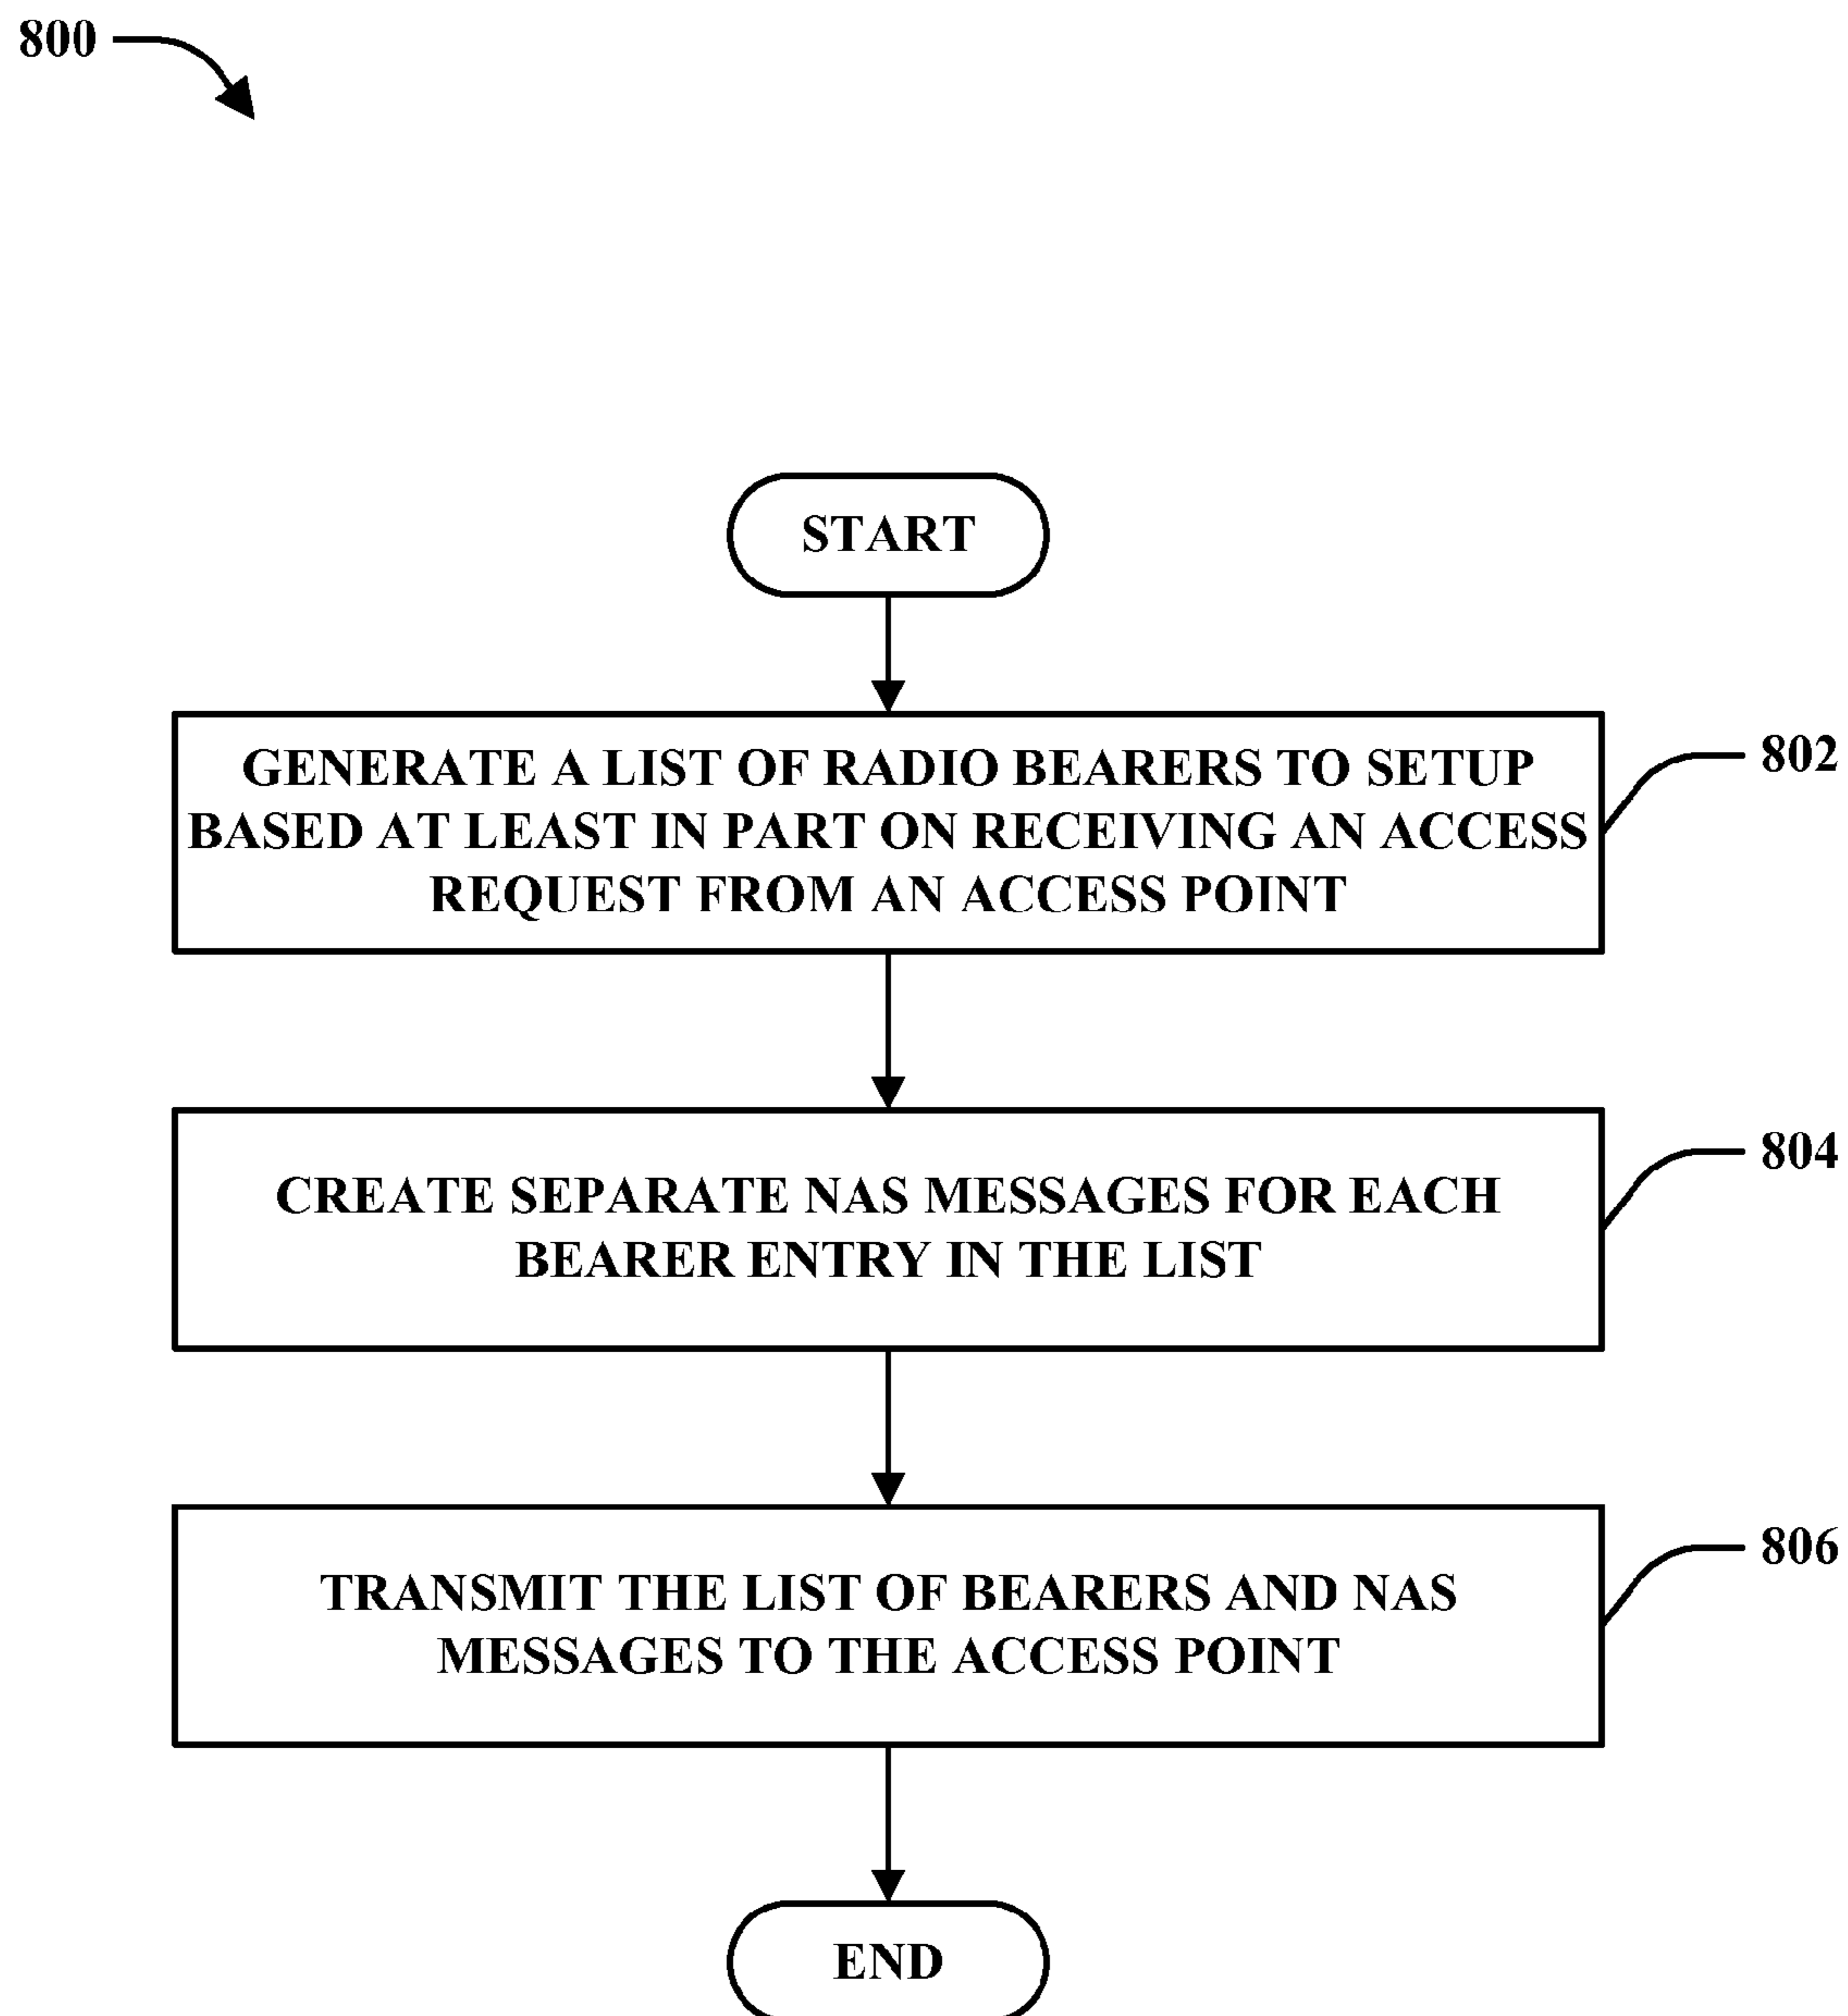 800
START
GENERATE A LIST OF RADIO BEARERS TO SETUP
BASED AT LEAST IN PART ON RECEIVING AN ACCESS
REQUEST FROM AN ACCESS POINT
802
CREATE SEPARATE NAS MESSAGES FOR EACH
BEARER ENTRY IN THE LIST
804
TRANSMIT THE LIST OF BEARERS AND NAS
MESSAGES TO THE ACCESS POINT
806
END